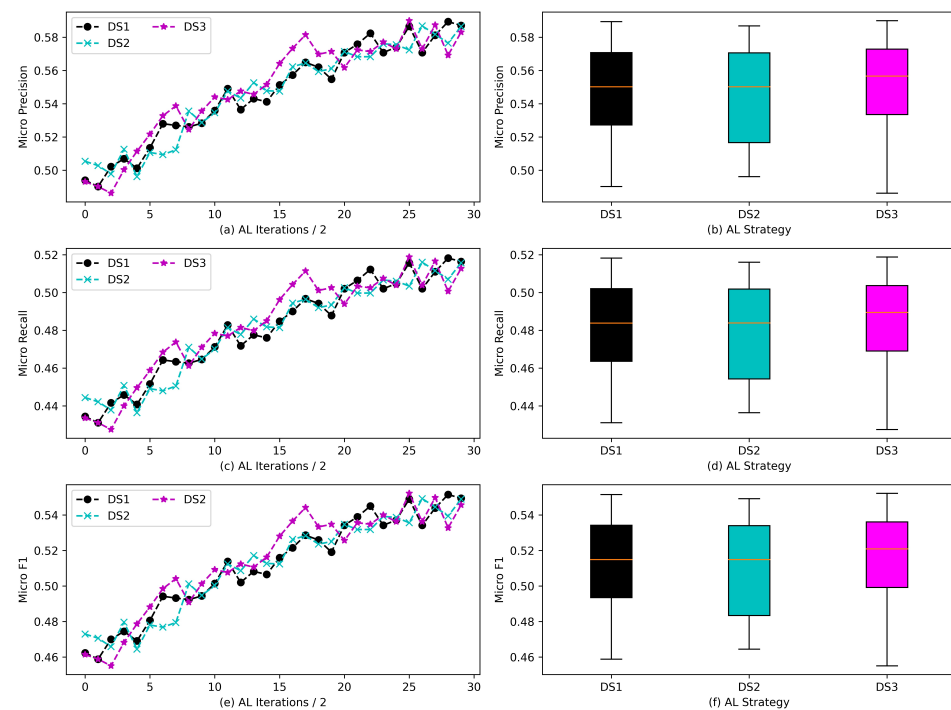 DS1
DS2
DS3
Micro Precision
0.58
0.56
0.54
0.52
0.50
0 5 10 15 20 25 30
(a) AL Iterations / 2
Micro Precision
0.58
0.56
0.54
0.52
0.50
DS1 DS2 DS3
(b) AL Strategy
DS1
DS2
DS3
Micro Recall
0.52
0.50
0.48
0.46
0.44
0 5 10 15 20 25 30
(c) AL Iterations / 2
Micro Recall
0.52
0.50
0.48
0.46
0.44
DS1 DS2 DS3
(d) AL Strategy
DS1
DS2
DS2
Micro F1
0.54
0.52
0.50
0.48
0.46
0 5 10 15 20 25 30
(e) AL Iterations / 2
Micro F1
0.54
0.52
0.50
0.48
0.46
DS1 DS2 DS3
(f) AL Strategy